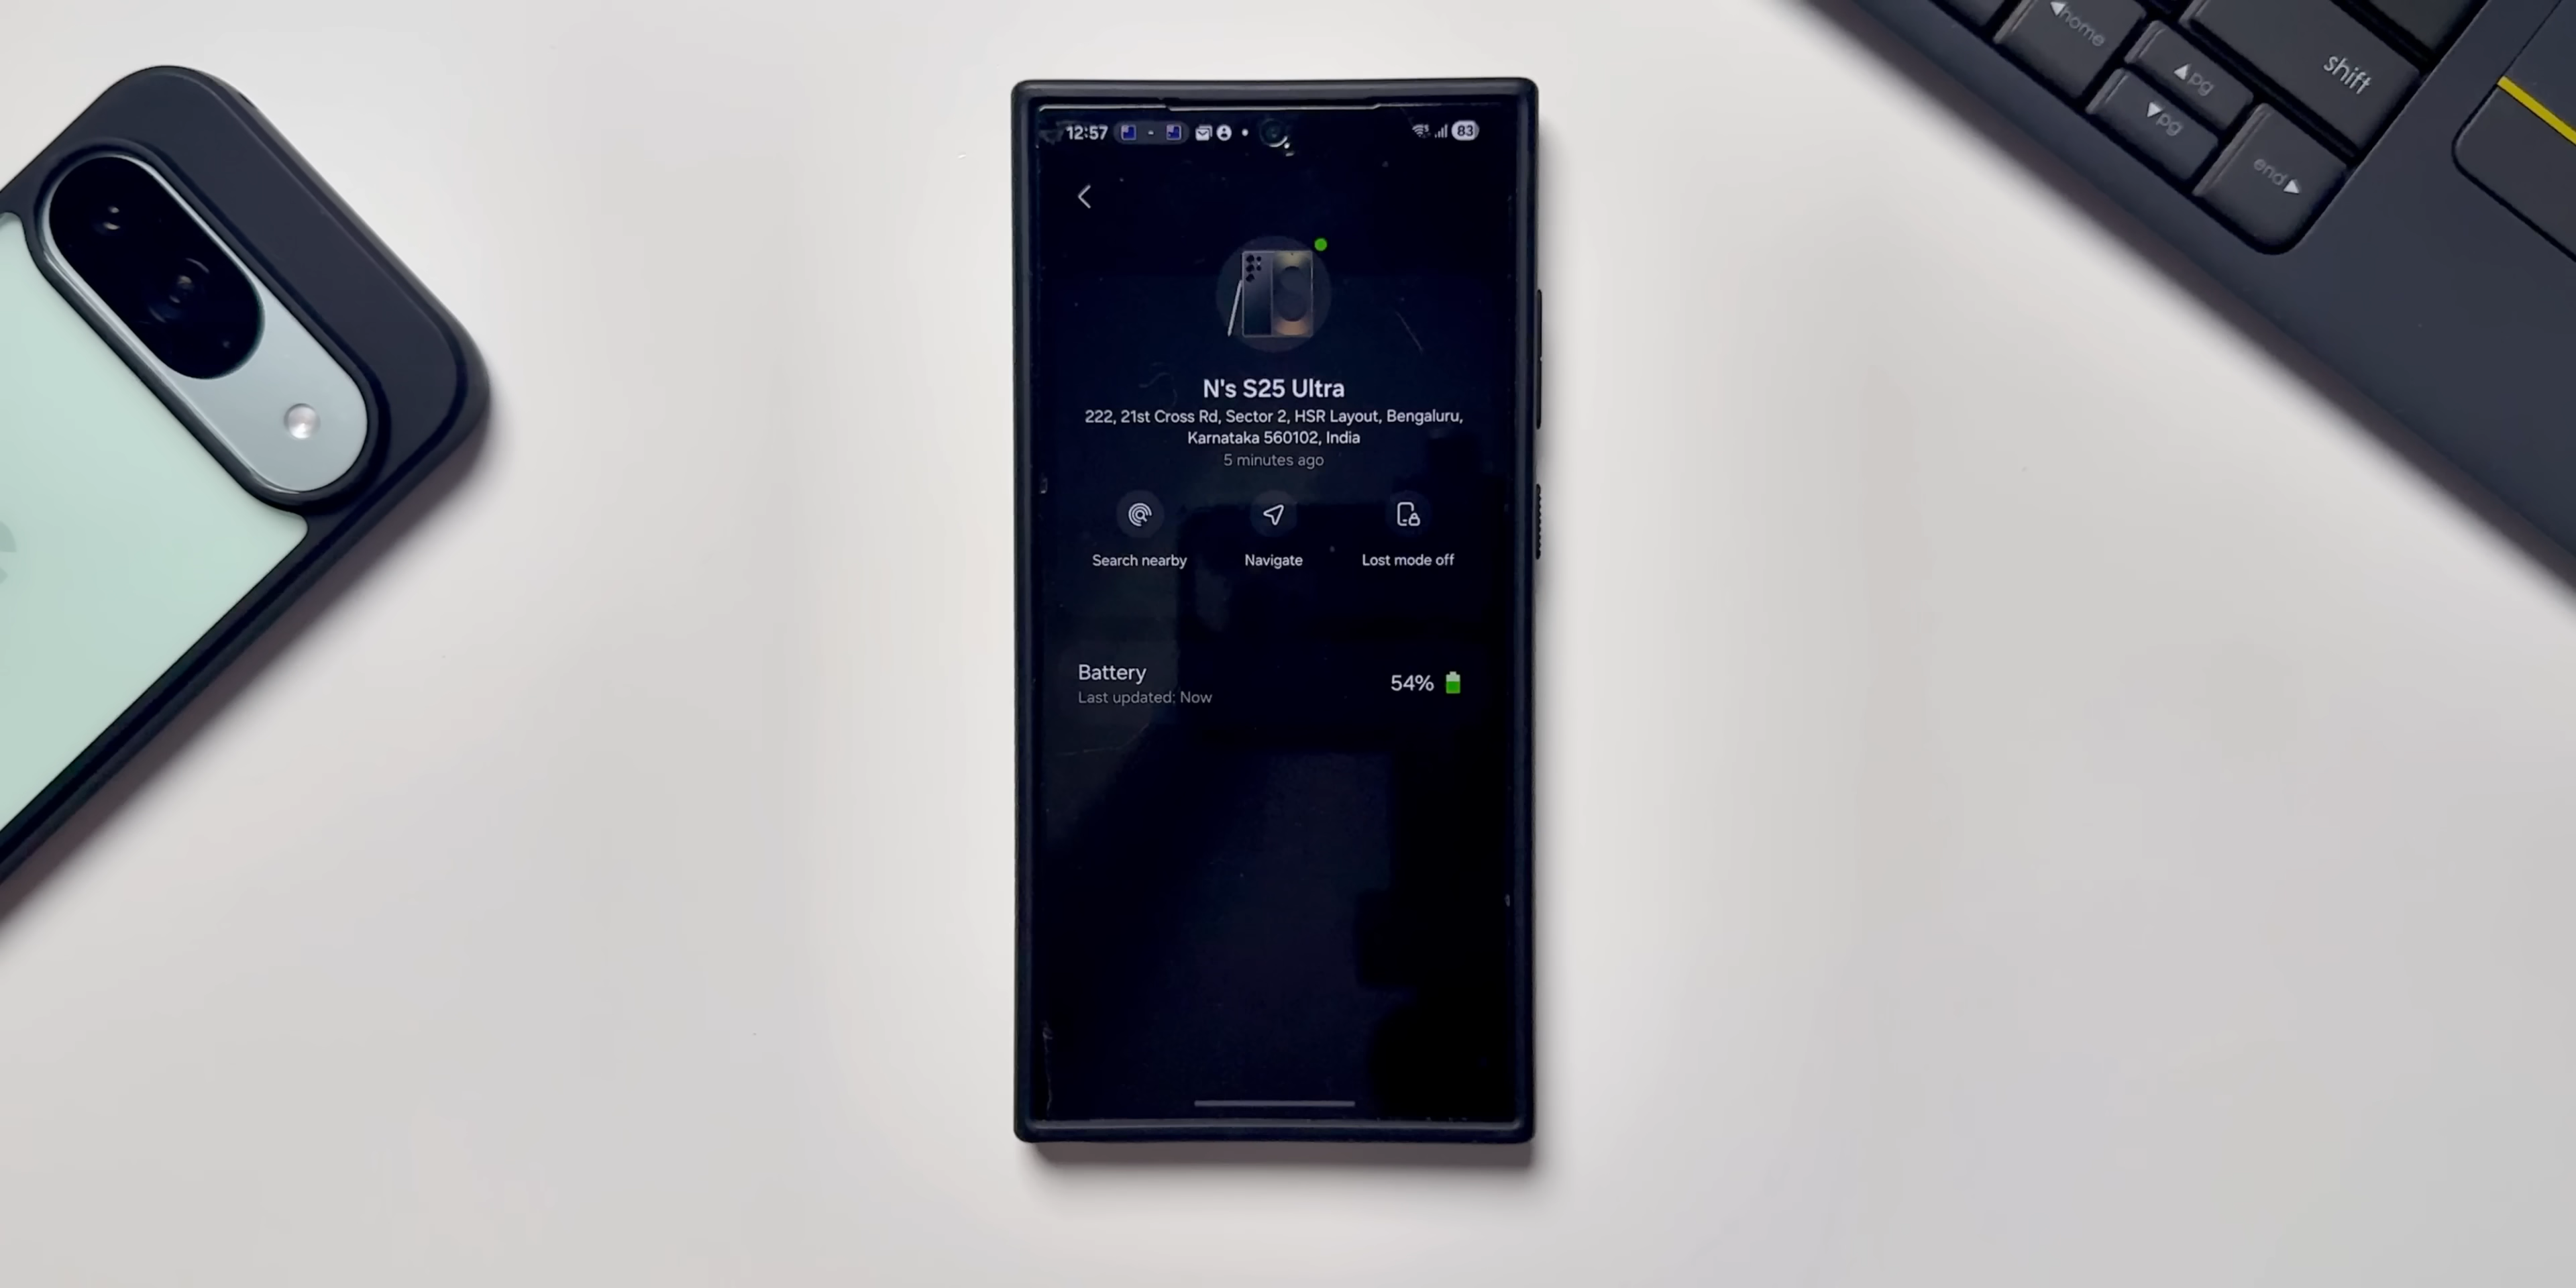 12:57
83
N's S25 Ultra
222, 21st Cross Rd, Sector 2, HSR Layout, Bengaluru,
Karnataka 560102, India
5 minutes ago
Search nearby
Navigate
Lost mode off
Battery
Last updated: Now
54%
home
shift
pg
pg
end